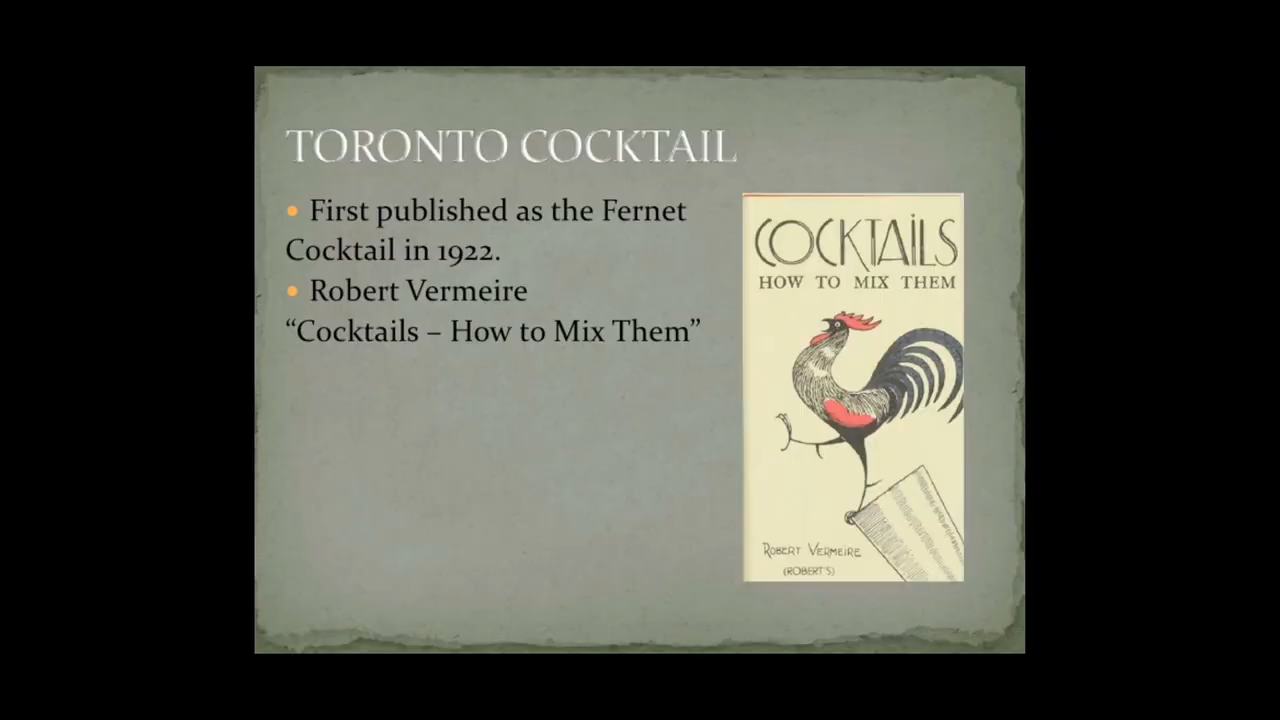 TORONTO COCKTAIL
• First published as the Fernet
Cocktail in 1922.
• Robert Vermeire
“Cocktails – How to Mix Them”
COCKTAILS
HOW TO MIX THEM
ROBERT VERMEIRE
(ROBERT'S)